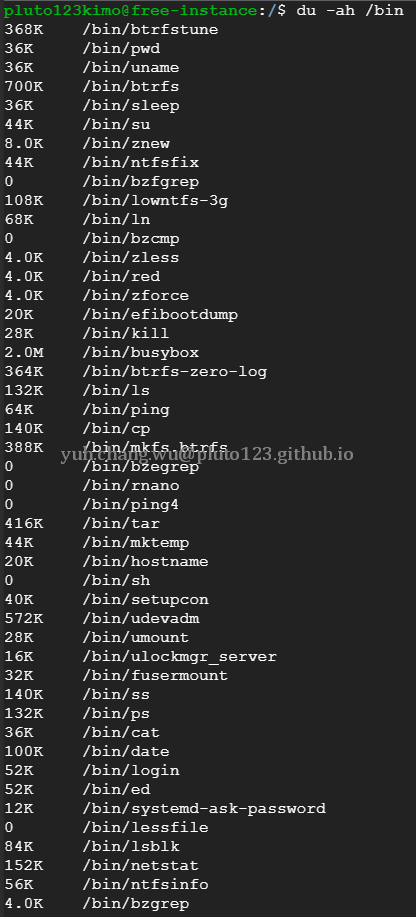 pluto123kimo@free-instance:/$ du -ah /bin
368K /bin/btrfstune
36K /bin/pwd
36K /bin/uname
700K /bin/btrfs
36K /bin/sleep
44K /bin/su
8.0K /bin/znew
44K /bin/ntfsfix
0 /bin/bzfgrep
108K /bin/lowntfs-3g
68K /bin/ln
0 /bin/bzcmp
4.0K /bin/zless
4.0K /bin/red
4.0K /bin/zforce
20K /bin/efibootdump
28K /bin/kill
2.0M /bin/busybox
364K /bin/btrfs-zero-log
132K /bin/ls
64K /bin/ping
140K /bin/cp
388K /bin/mkfs.btrfs
yuh.chang.wu@pluto123.github.io
0 /bin/bzegrep
0 /bin/rnano
0 /bin/ping4
416K /bin/tar
44K /bin/mktemp
20K /bin/hostname
0 /bin/sh
40K /bin/setupcon
572K /bin/udevadm
28K /bin/umount
16K /bin/ulockmgr_server
32K /bin/fusermount
140K /bin/ss
132K /bin/ps
36K /bin/cat
100K /bin/date
52K /bin/login
52K /bin/ed
12K /bin/systemd-ask-password
0 /bin/lessfile
84K /bin/lsblk
152K /bin/netstat
56K /bin/ntfsinfo
4.0K /bin/bzgrep